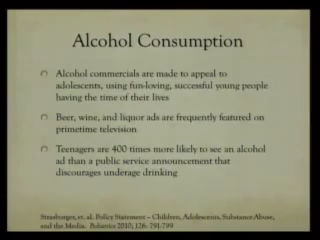 Alcohol Consumption
Alcohol commercials are made to appeal to
adolescents, using fun-loving, successful young people
having the time of their lives
Beer, wine, and liquor ads are frequently featured on
primetime television
Teenagers are 400 times more likely to see an alcohol
ad than a public service announcement that
discourages underage drinking
Strasburger, et. al. Policy Statement – Children, Adolescents, Substance Abuse,
and the Media. Pediatrics 2010; 126: 791-799